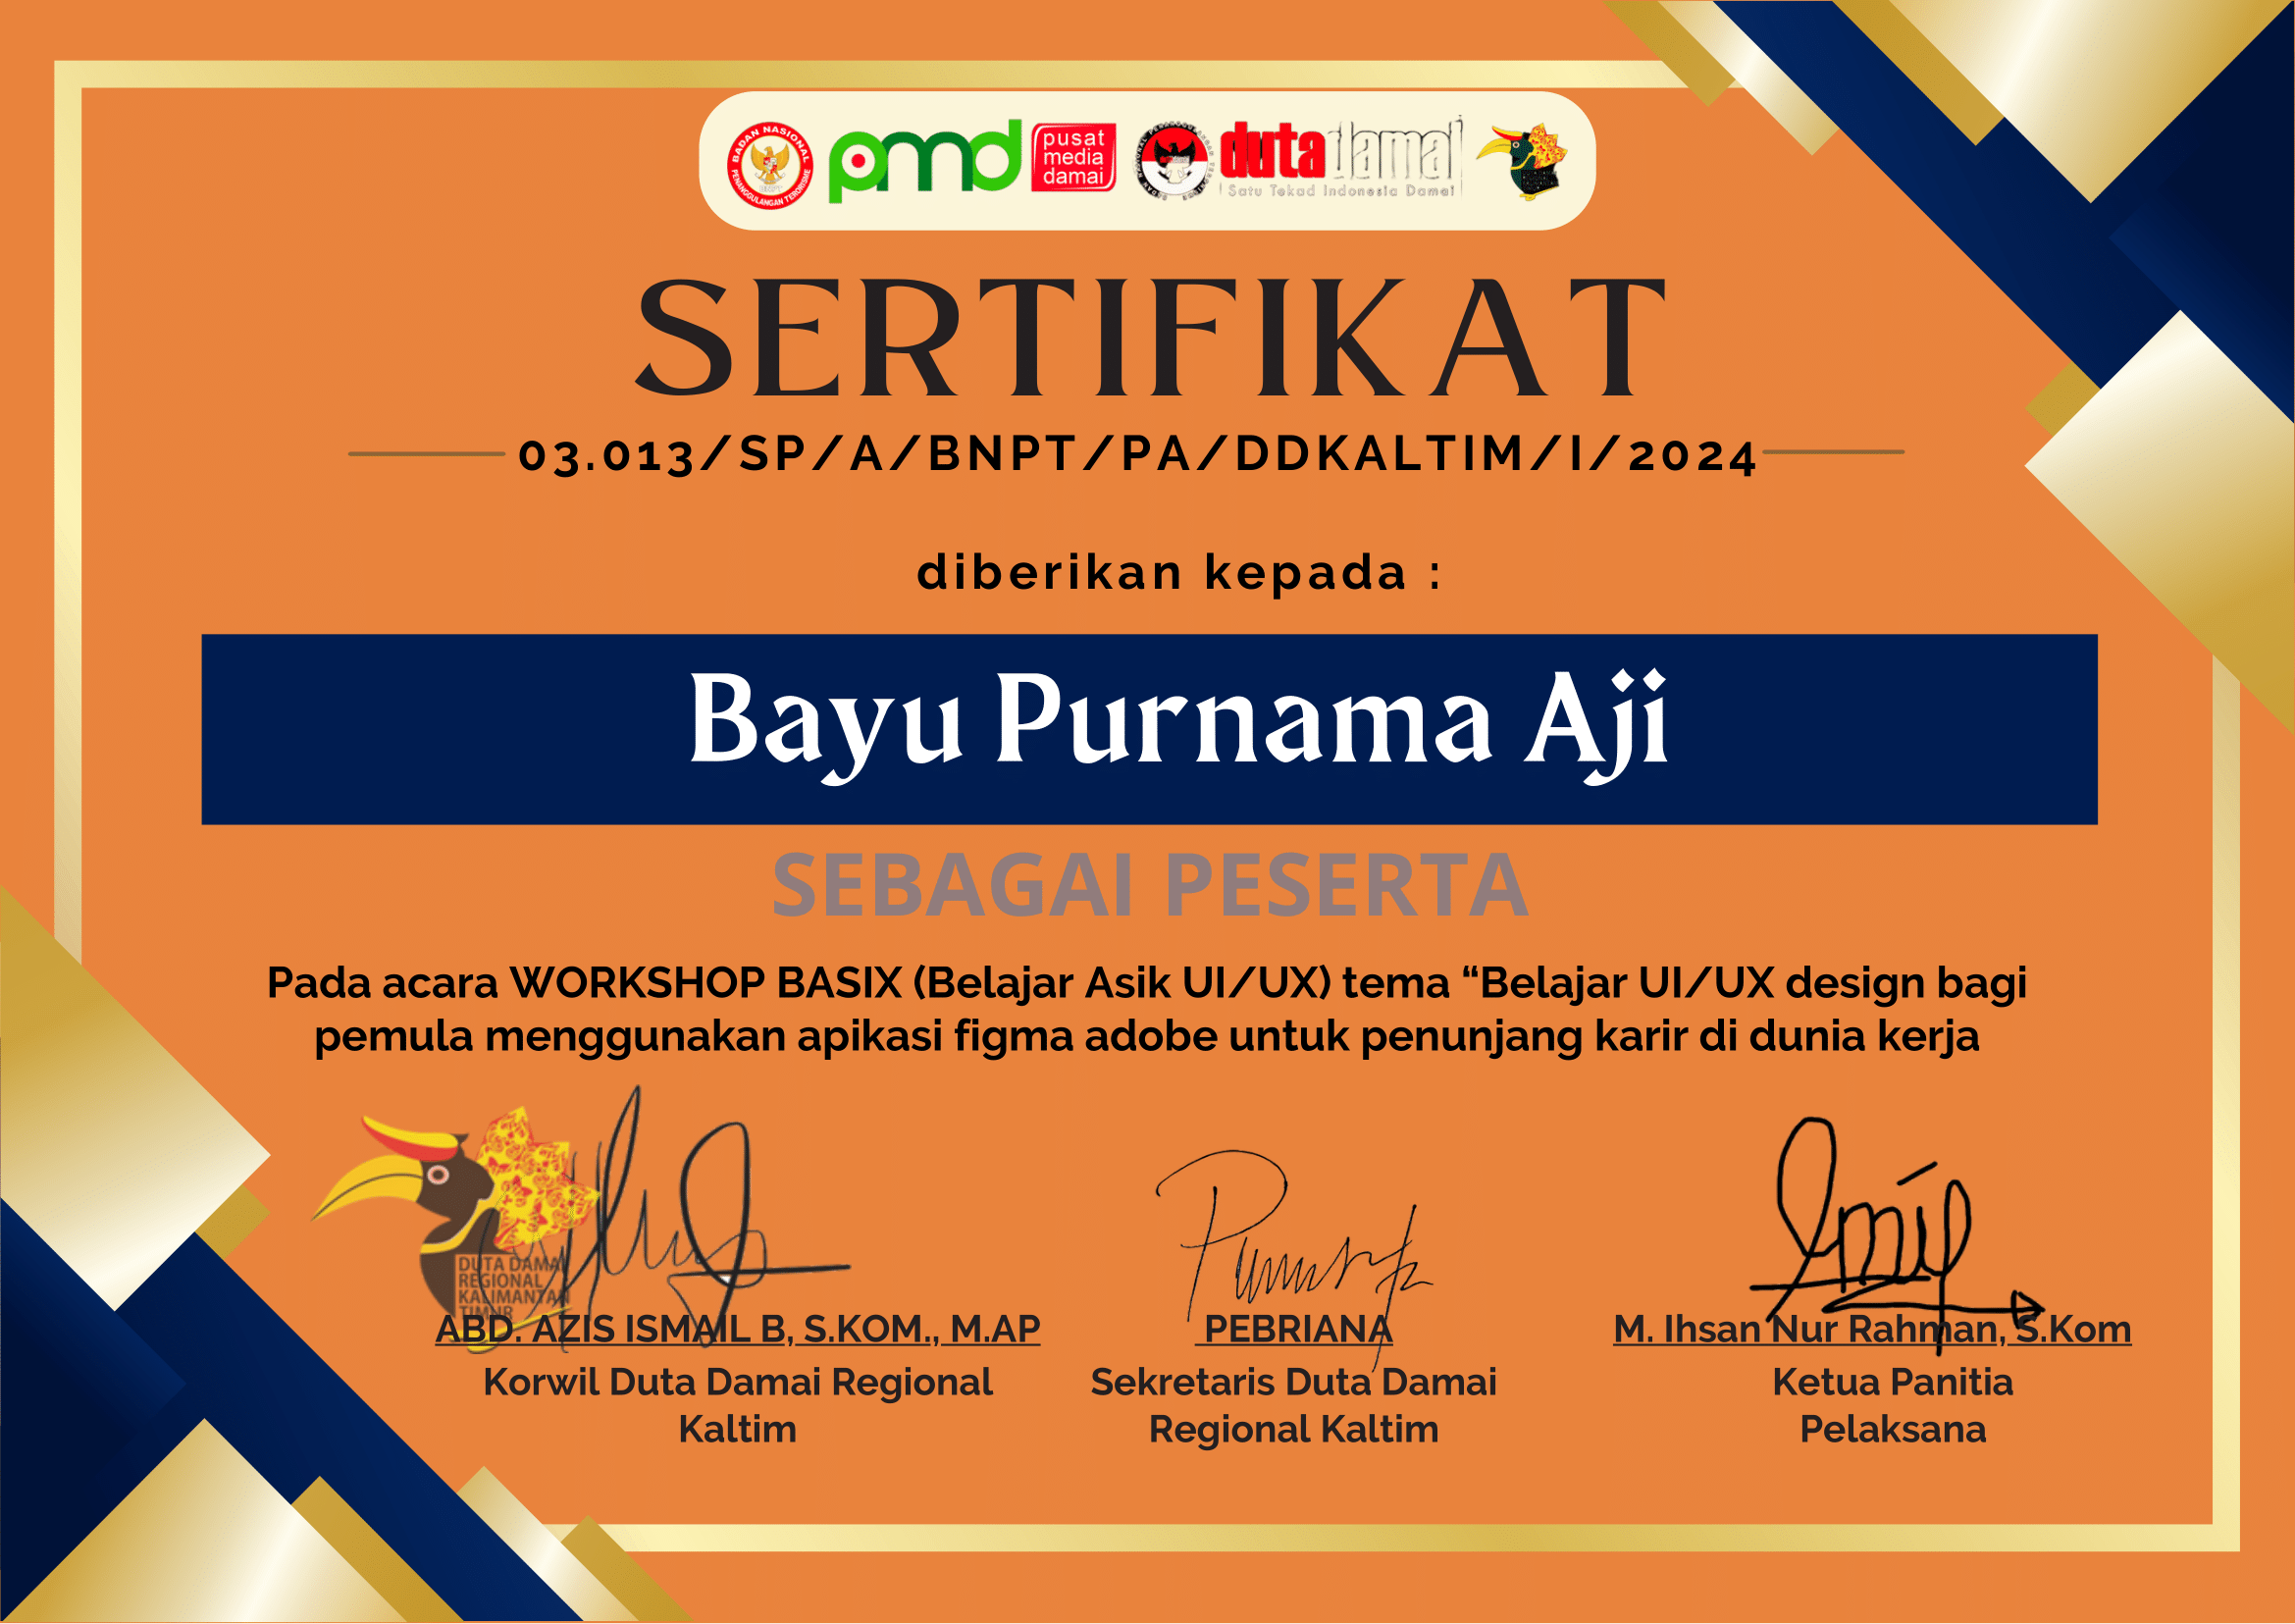 BADAN NASIONAL
PENANGGULANGAN TERORISME
pmd
pusat
media
damai
duta damai
Satu Tekad Indonesia Damai
SERTIFIKAT
03.013/SP/A/BNPT/PA/DDKALTIM/I/2024
diberikan kepada :
Bayu Purnama Aji
SEBAGAI PESERTA
Pada acara WORKSHOP BASIX (Belajar Asik UI/UX) tema “Belajar UI/UX design bagi
pemula menggunakan apikasi figma adobe untuk penunjang karir di dunia kerja
DUTA DAMAI
REGIONAL
KALIMANTAN
TIMUR
ABD. AZIS ISMAIL B, S.KOM., M.AP
Korwil Duta Damai Regional
Kaltim
PEBRIANA
Sekretaris Duta Damai
Regional Kaltim
M. Ihsan Nur Rahman, S.Kom
Ketua Panitia
Pelaksana